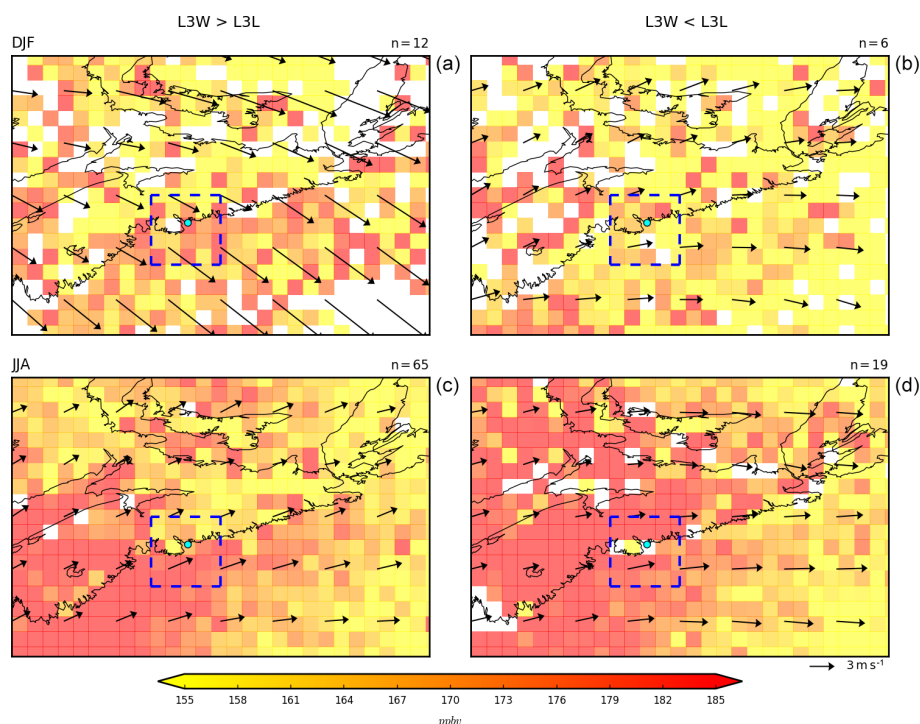 L3W > L3L L3W < L3L
DJF n = 12 (a) n = 6 (b)
JJA n = 65 (c) n = 19 (d)
3 m s⁻¹
155 158 161 164 167 170 173 176 179 182 185
ppbv